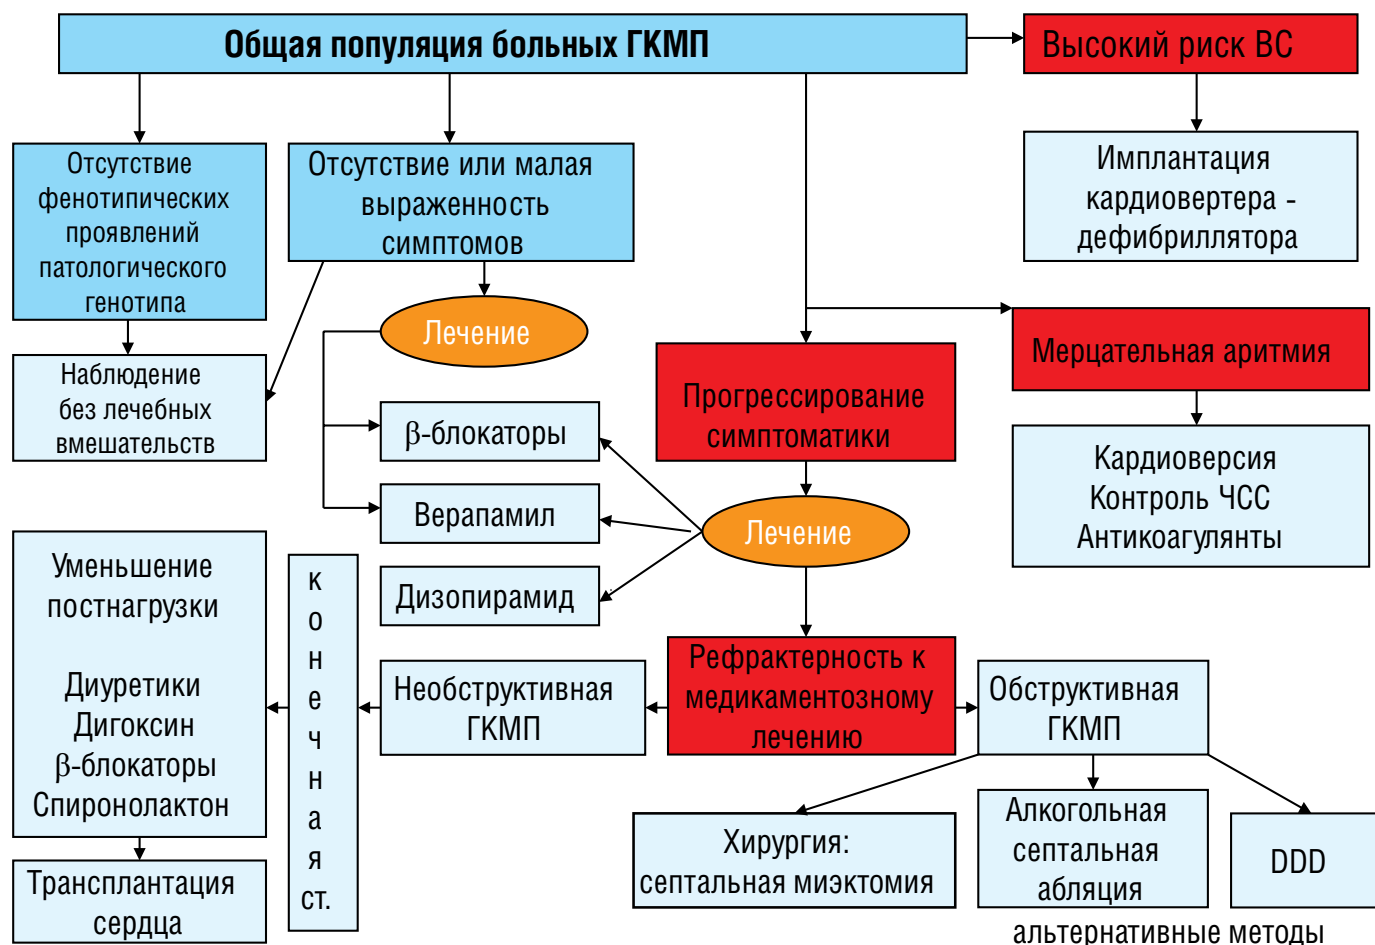 Общая популяция больных ГКМП
Высокий риск ВС
Отсутствие
фенотипических
проявлений
патологического
генотипа
Отсутствие или малая
выраженность
симптомов
Имплантация
кардиовертера -
дефибриллятора
Лечение
Наблюдение
без лечебных
вмешательств
Прогрессирование
симптоматики
Мерцательная аритмия
β-блокаторы
Верапамил
Дизопирамид
Лечение
Кардиоверсия
Контроль ЧСС
Антикоагулянты
Уменьшение
постнагрузки
Диуретики
Дигоксин
β-блокаторы
Спиронолактон
к
о
н
е
ч
н
а
я
ст.
Необструктивная
ГКМП
Рефрактерность к
медикаментозному
лечению
Обструктивная
ГКМП
Трансплантация
сердца
Хирургия:
септальная миэктомия
Алкогольная
септальная
абляция
DDD
альтернативные методы